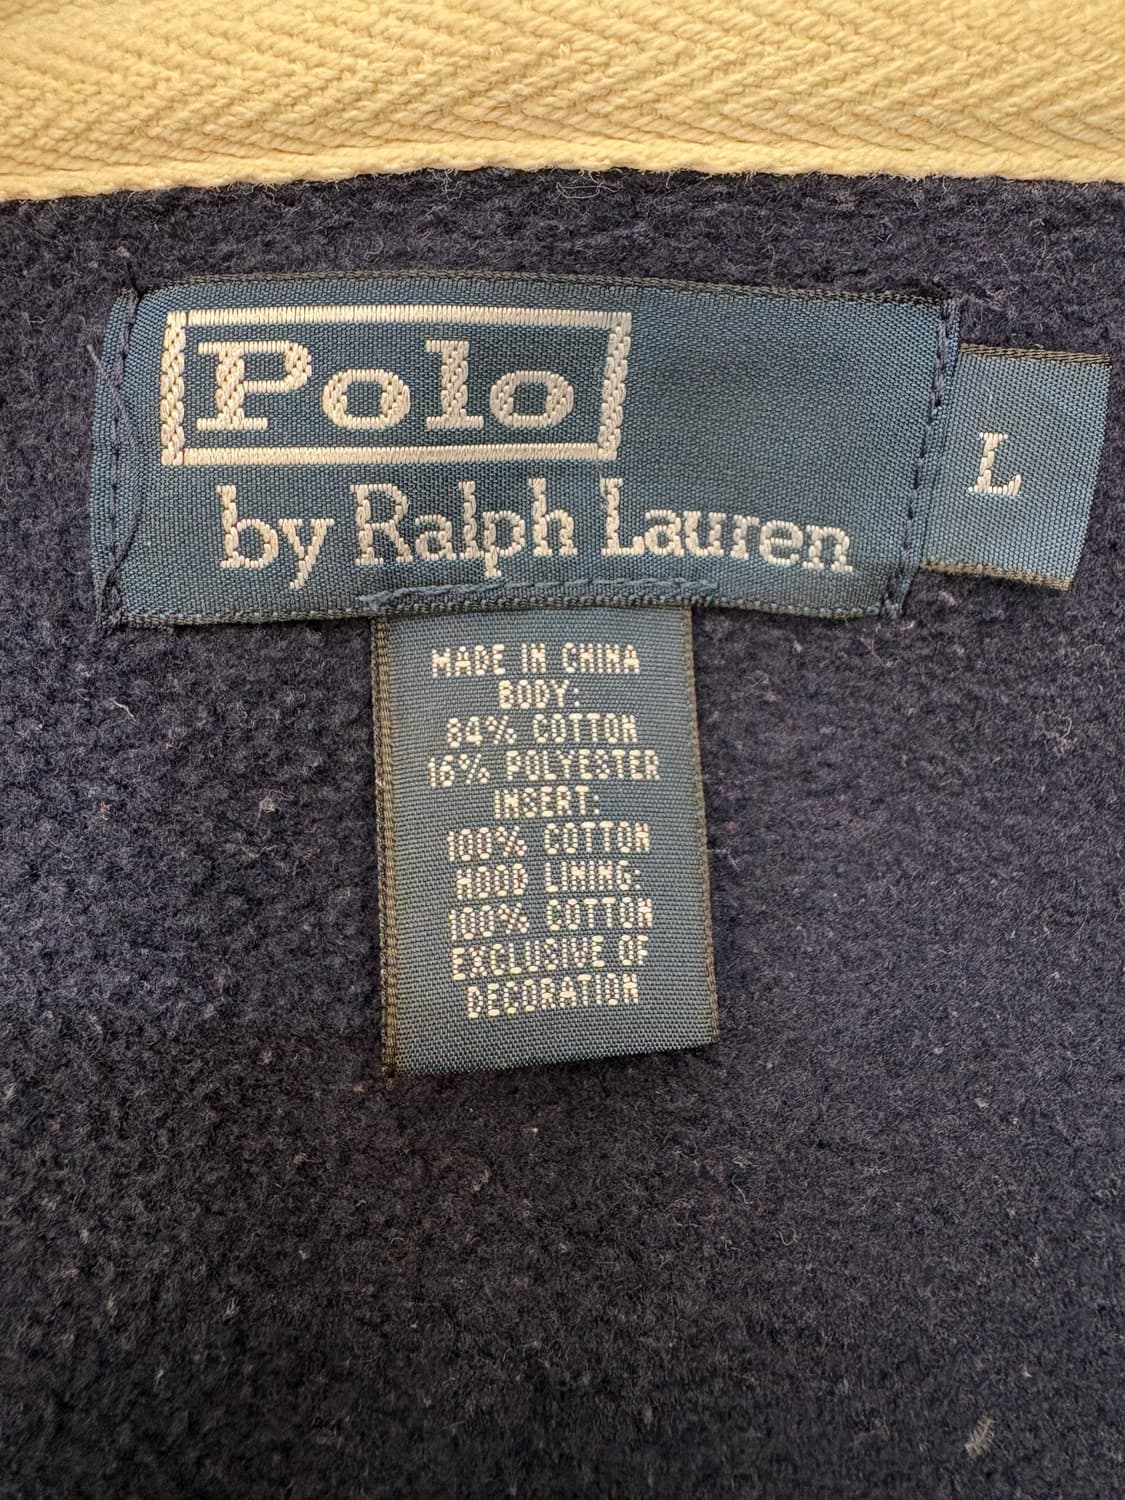 Polo
by Ralph Lauren
L
MADE IN CHINA
BODY:
84% COTTON
16% POLYESTER
INSERT:
100% COTTON
HOOD LINING:
100% COTTON
EXCLUSIVE OF
DECORATION